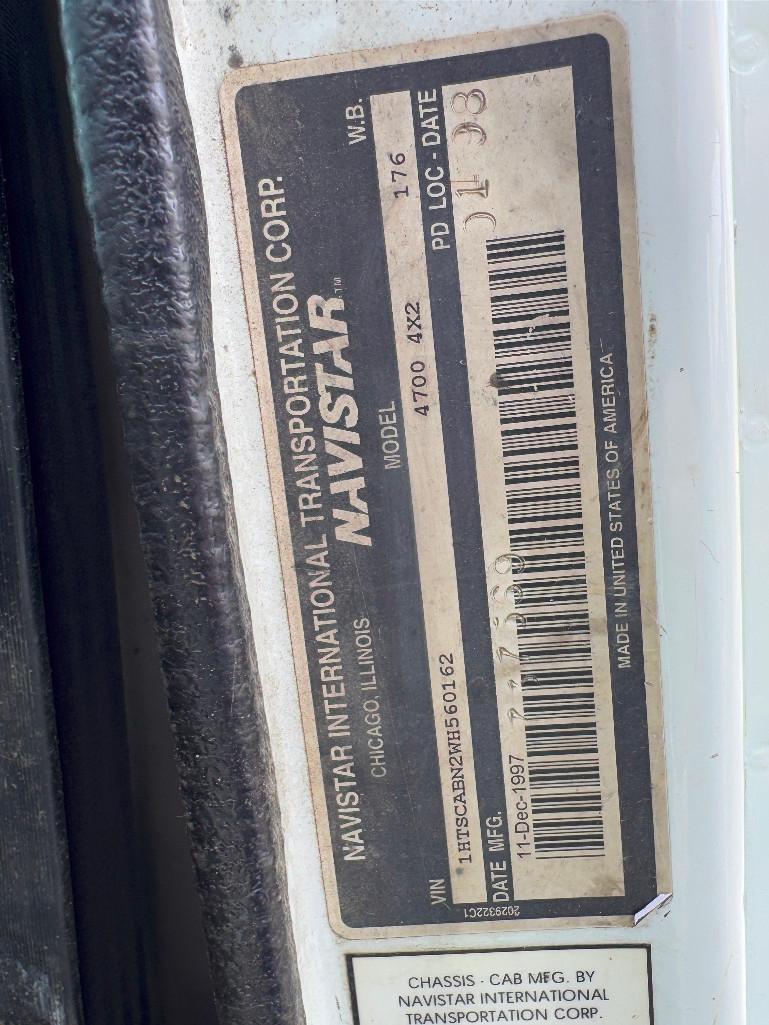 NAVISTAR INTERNATIONAL TRANSPORTATION CORP.
CHICAGO, ILLINOIS NAVISTAR™
VIN MODEL W.B.
1HTSCABN2WH560162 4700 4X2 176
DATE MFG. PD LOC - DATE
11-Dec-1997
MADE IN UNITED STATES OF AMERICA
2029322C1
CHASSIS - CAB MFG. BY
NAVISTAR INTERNATIONAL
TRANSPORTATION CORP.